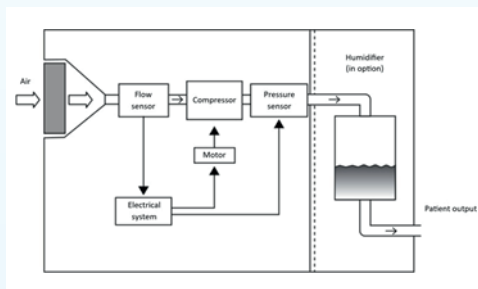 Air
Flow
sensor
Compressor
Pressure
sensor
Humidifier
(in option)
Motor
Electrical
system
Patient output